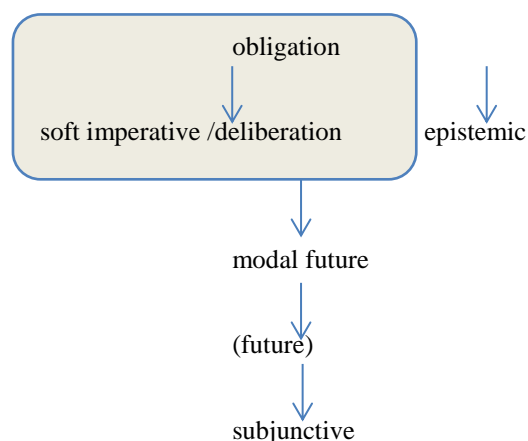 obligation
soft imperative /deliberation epistemic
modal future
(future)
subjunctive